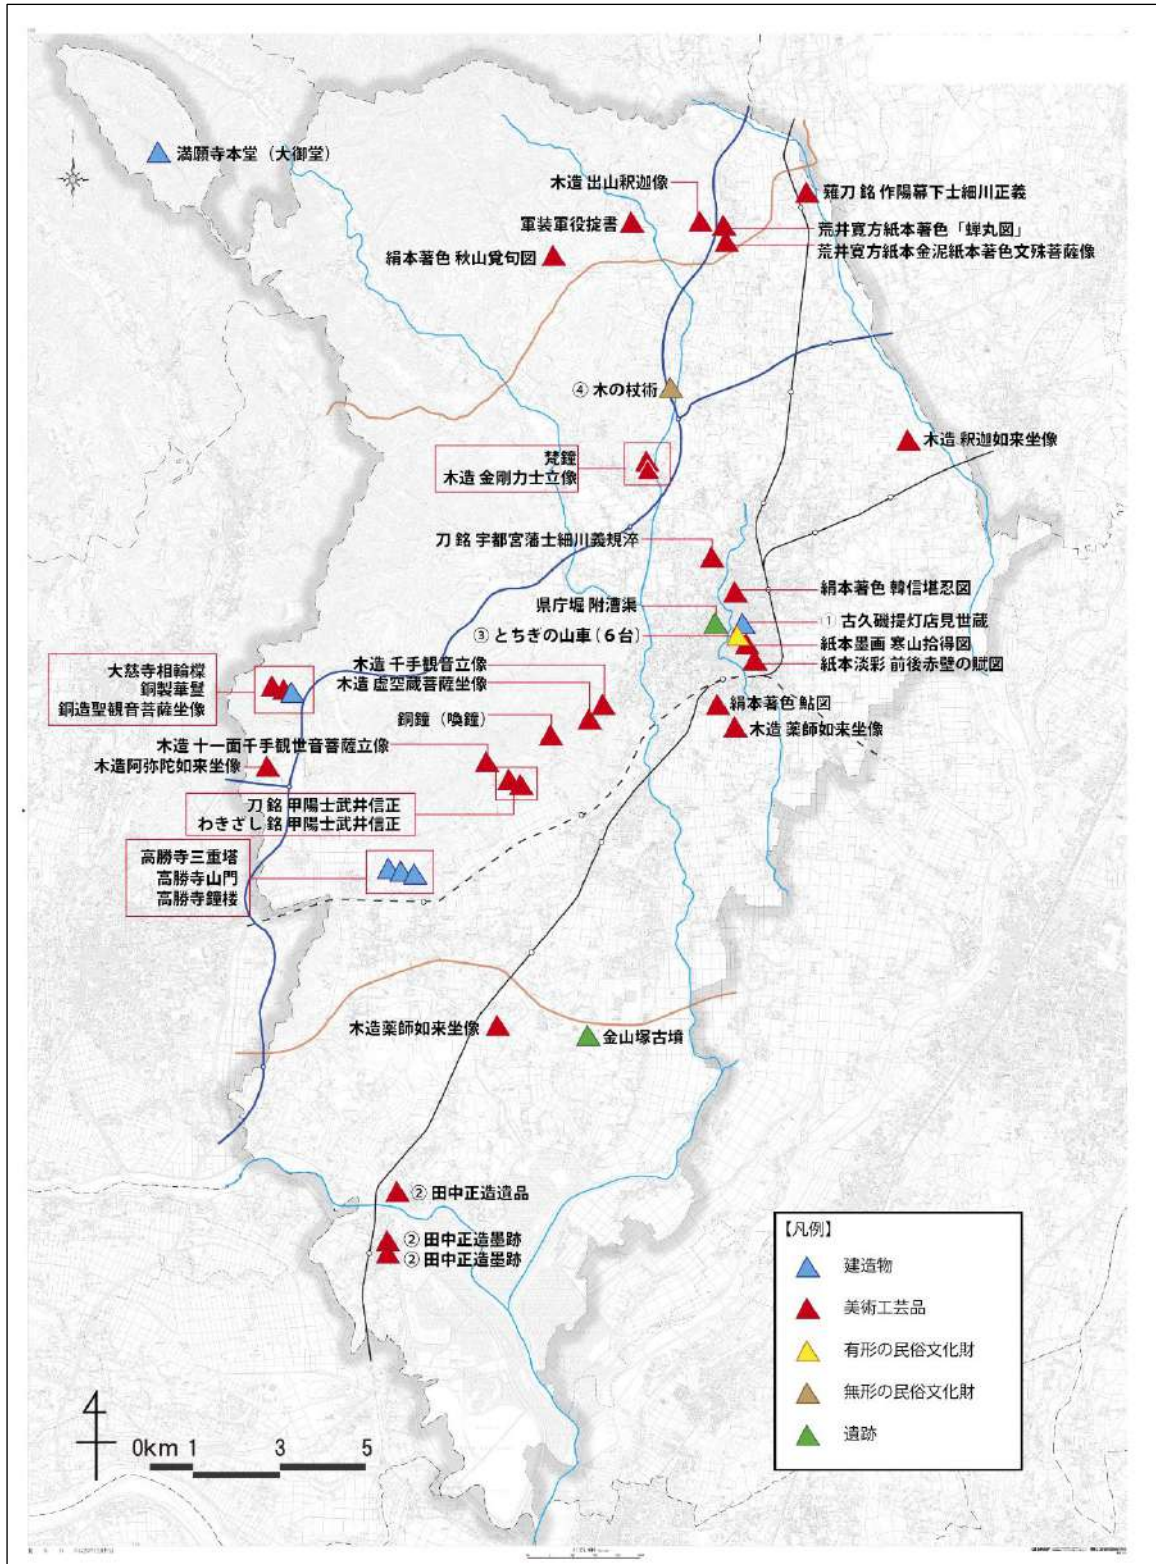 満願寺本堂（大御堂）
木造 出山釈迦像
薙刀 銘 作陽幕下士細川正義
軍装軍役掟書
荒井寛方紙本著色「蝉丸図」
荒井寛方紙本金泥紙本著色文殊菩薩像
絹本著色 秋山覓句図
④ 木の杖術
木造 釈迦如来坐像
梵鐘
木造 金剛力士立像
刀 銘 宇都宮藩士細川義規淬
絹本著色 韓信堪忍図
県庁堀 附漕渠
① 古久磯提灯店見世蔵
③ とちぎの山車(６台)
紙本墨画 寒山拾得図
紙本淡彩 前後赤壁の賦図
大慈寺相輪橖
銅製華鬘
銅造聖観音菩薩坐像
木造 千手観音立像
木造 虚空蔵菩薩坐像
絹本著色 鮎図
銅鐘（喚鐘）
木造 薬師如来坐像
木造 十一面千手観世音菩薩立像
木造阿弥陀如来坐像
刀 銘 甲陽士武井信正
わきざし 銘 甲陽士武井信正
高勝寺三重塔
高勝寺山門
高勝寺鐘楼
木造薬師如来坐像
金山塚古墳
② 田中正造遺品
② 田中正造墨跡
② 田中正造墨跡
【凡例】
建造物
美術工芸品
有形の民俗文化財
無形の民俗文化財
遺跡
0km 1 3 5